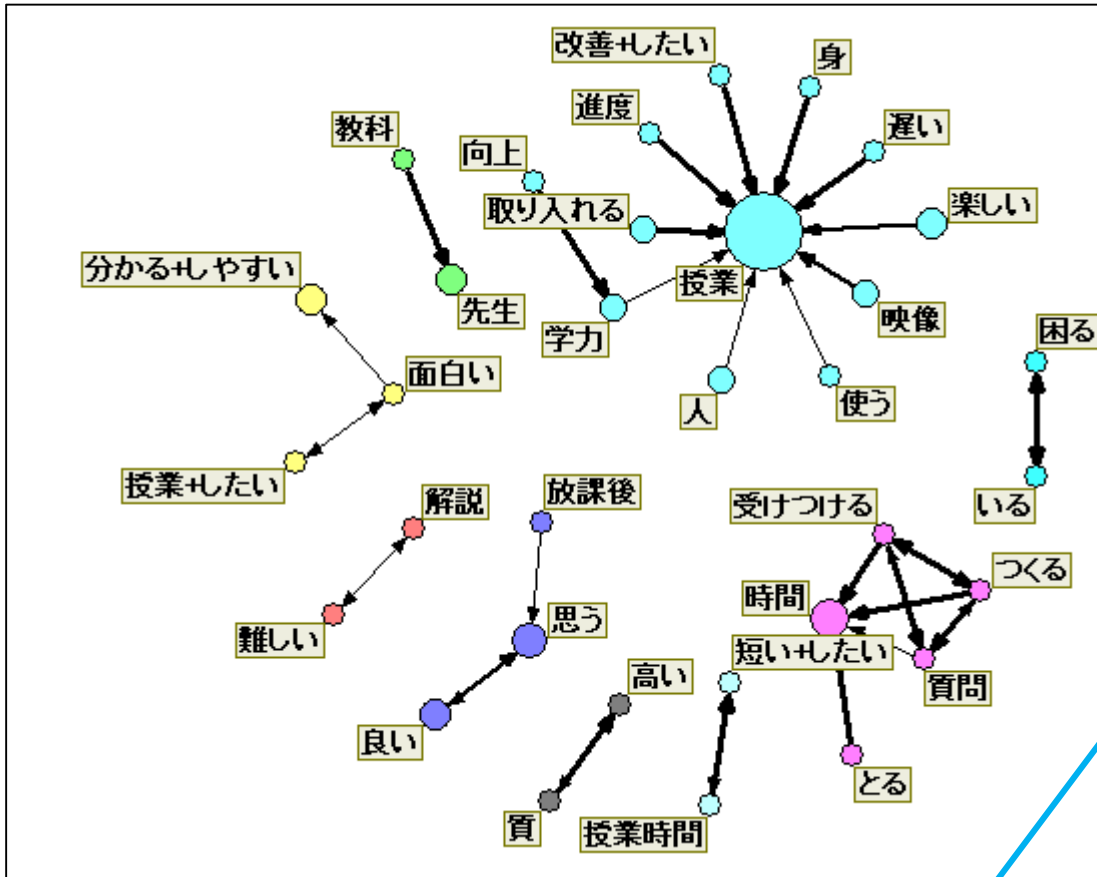 改善+したい
身
進度
遅い
教科
向上
取り入れる
楽しい
分かる+しやすい
先生
授業
学力
映像
困る
面白い
人
使う
授業+したい
解説
放課後
受けつける
いる
つくる
時間
難しい
思う
短い+したい
高い
質問
良い
とる
質
授業時間